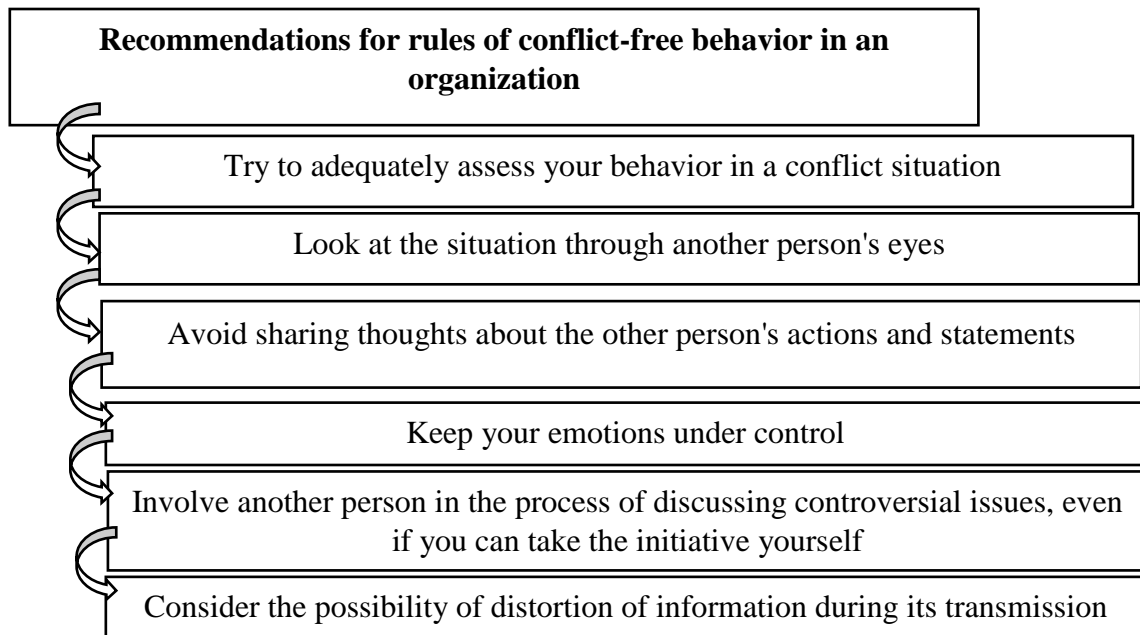 Recommendations for rules of conflict-free behavior in an
organization
Try to adequately assess your behavior in a conflict situation
Look at the situation through another person's eyes
Avoid sharing thoughts about the other person's actions and statements
Keep your emotions under control
Involve another person in the process of discussing controversial issues, even
if you can take the initiative yourself
Consider the possibility of distortion of information during its transmission